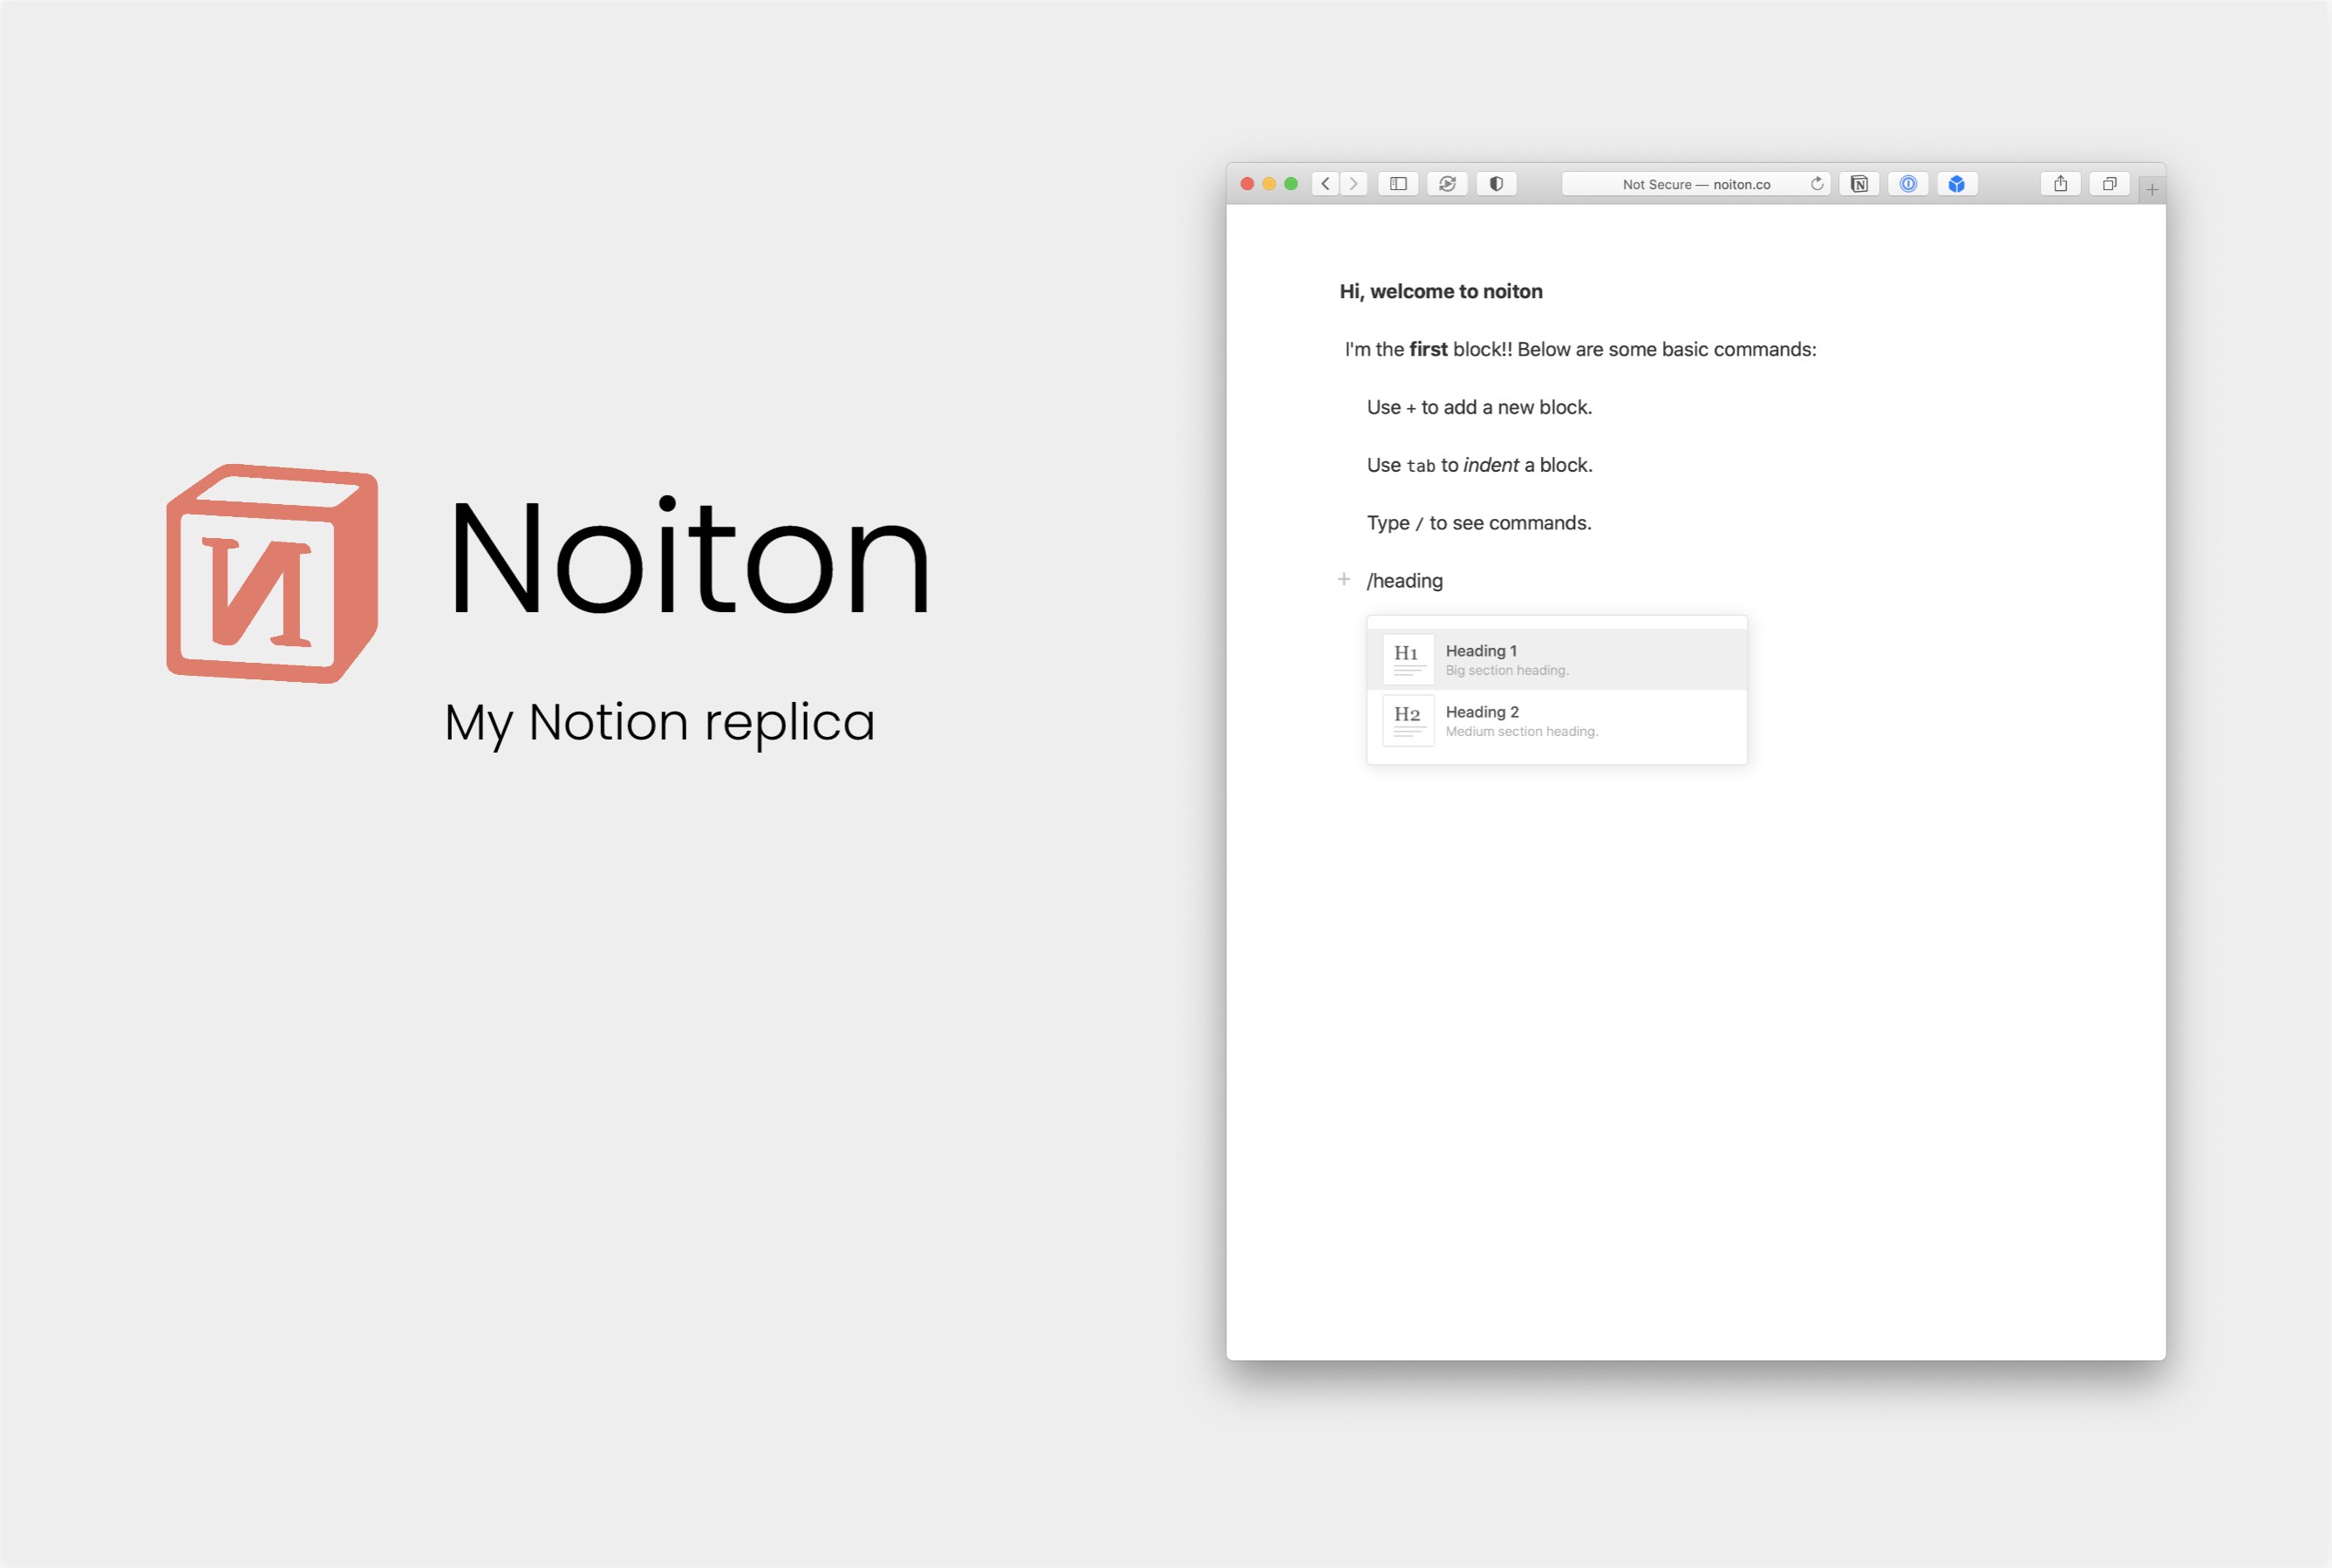 Noiton
My Notion replica
Not Secure — noiton.co
Hi, welcome to noiton
I'm the first block!! Below are some basic commands:
Use + to add a new block.
Use tab to indent a block.
Type / to see commands.
+ /heading
H1
Heading 1
Big section heading.
H2
Heading 2
Medium section heading.